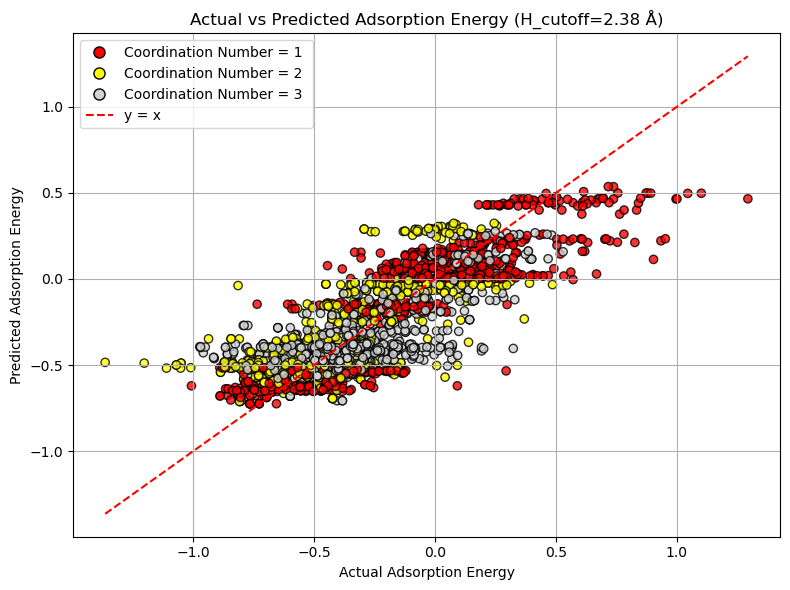 Actual vs Predicted Adsorption Energy (H_cutoff=2.38 Å)
Coordination Number = 1
Coordination Number = 2
Coordination Number = 3
y = x
1.0
0.5
0.0
−0.5
−1.0
Predicted Adsorption Energy
−1.0 −0.5 0.0 0.5 1.0
Actual Adsorption Energy